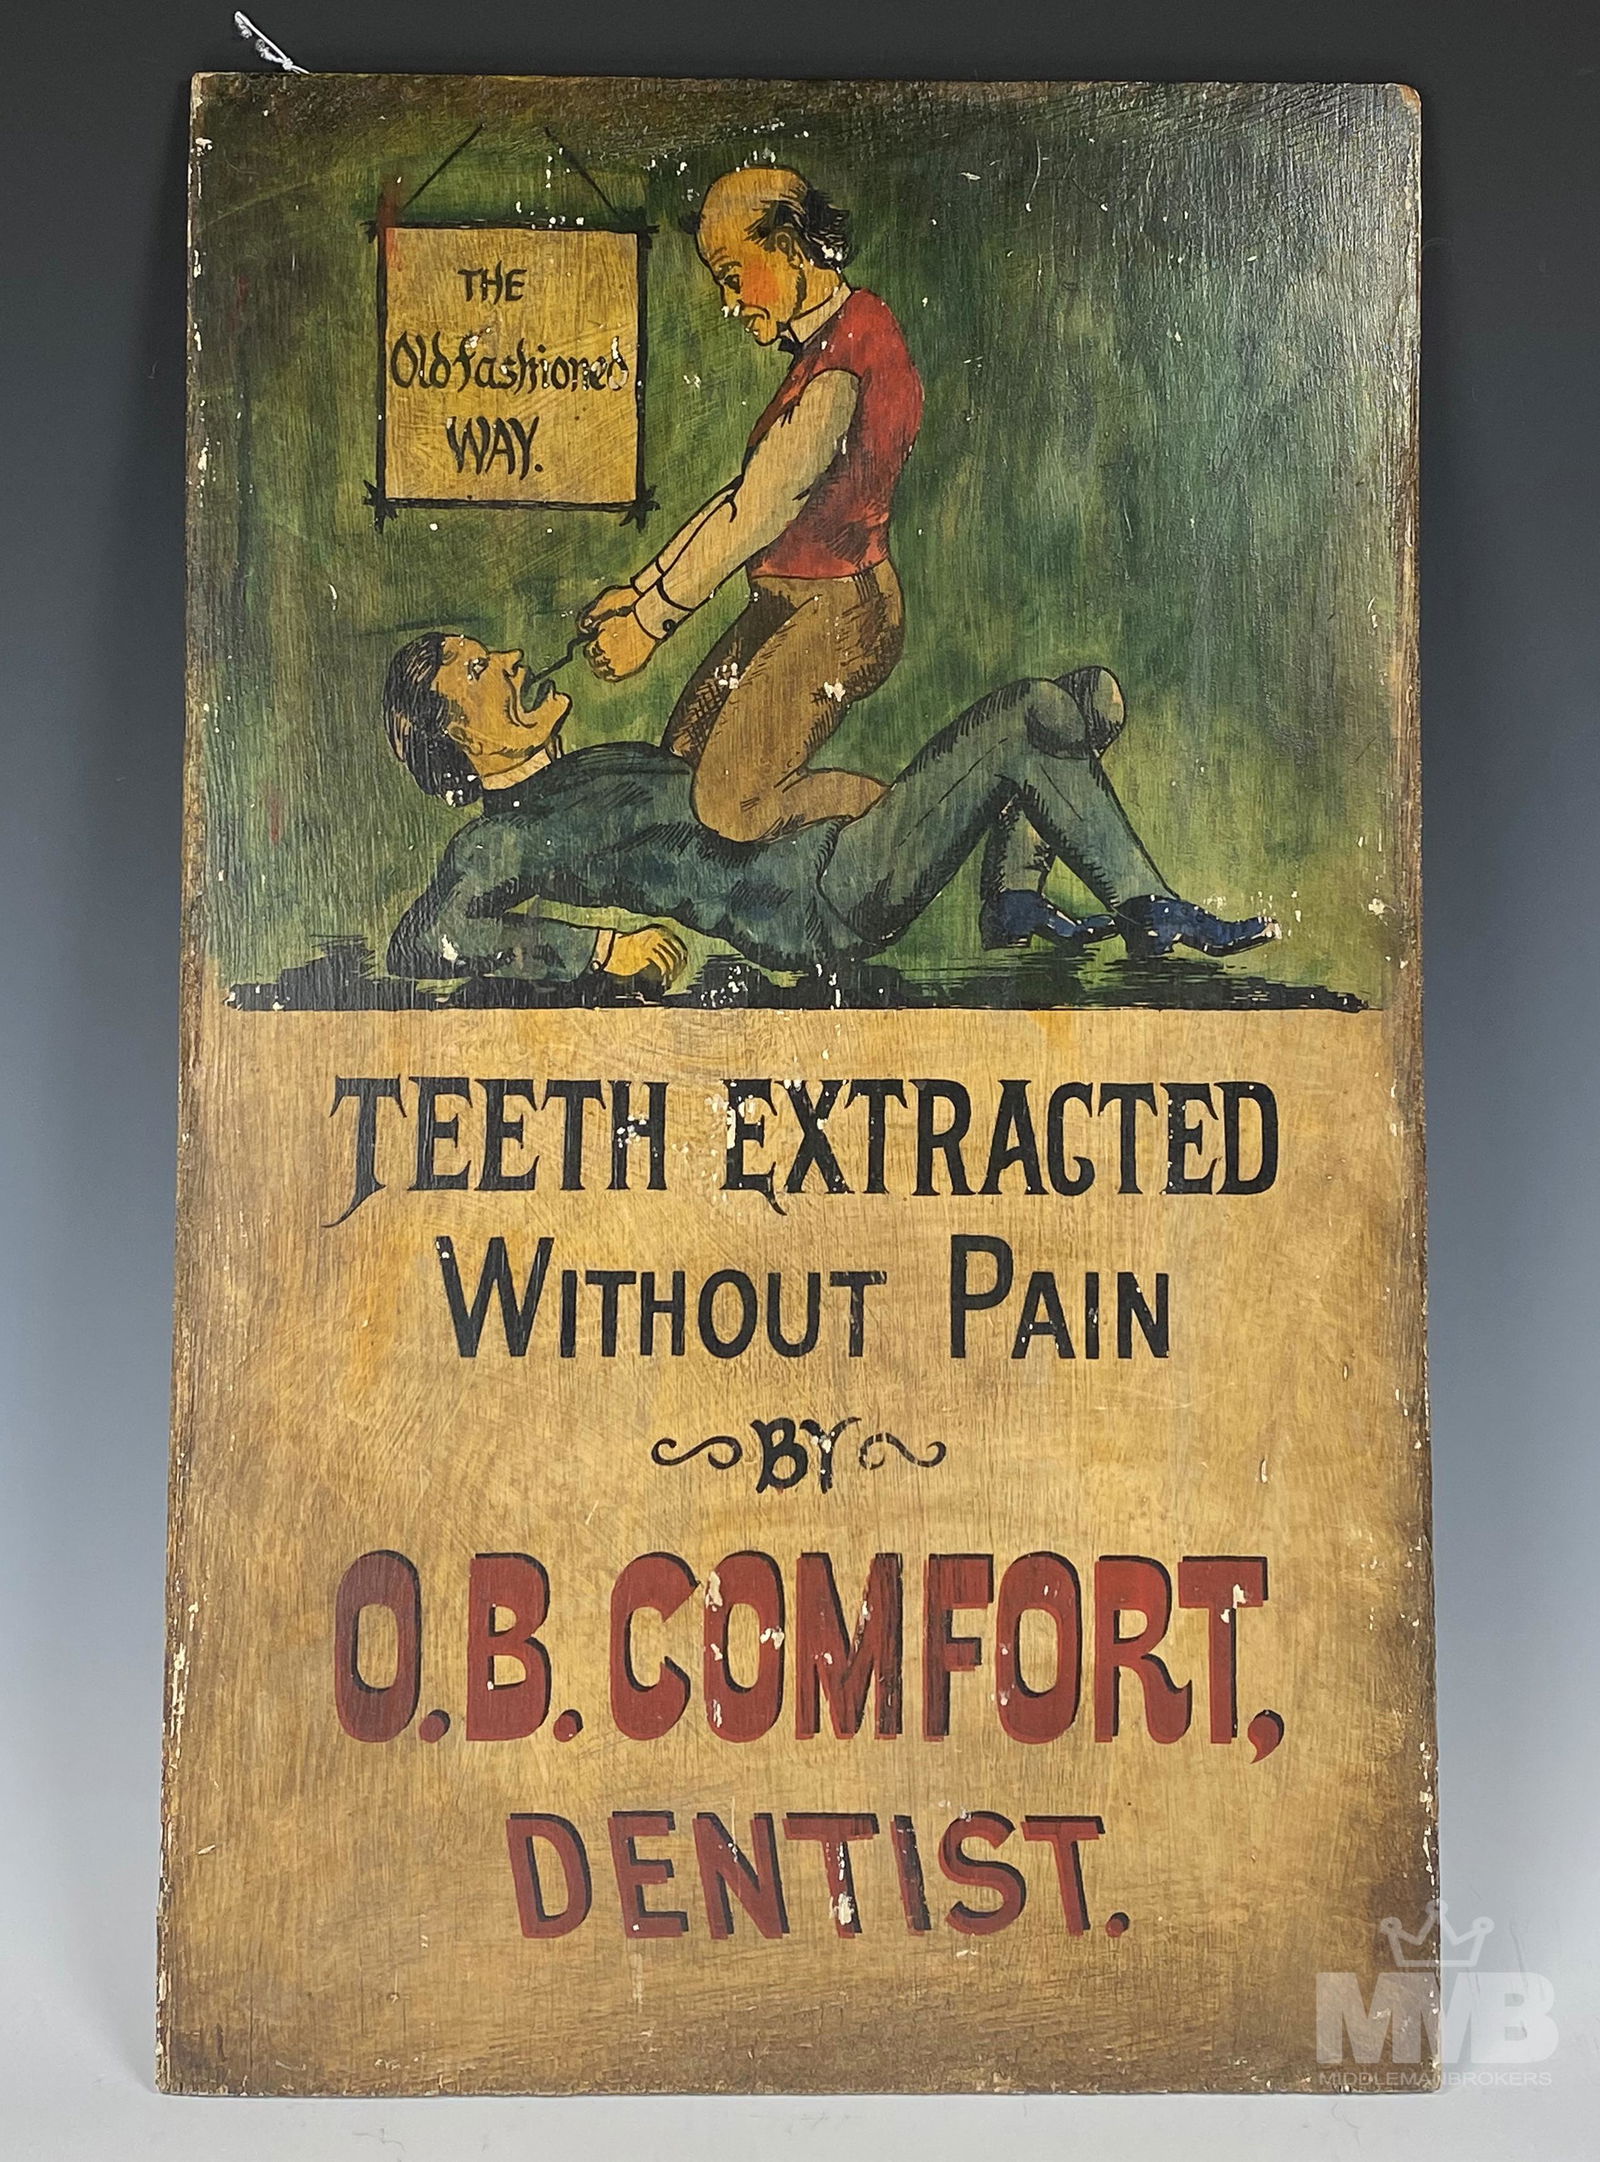 THE
Old fashioned
WAY.
TEETH EXTRACTED
WITHOUT PAIN
BY
O.B. COMFORT,
DENTIST.
MMB
MIDDLEMANBROKERS